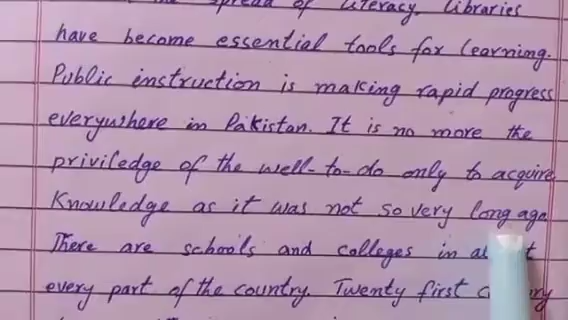 spread of literacy, libraries
have become essential tools for learning.
Public instruction is making rapid progress
everywhere in Pakistan. It is no more the
priviledge of the well-to-do only to acquire
Knowledge as it was not so very long ago
There are schools and colleges in
every part of the country. Twenty first